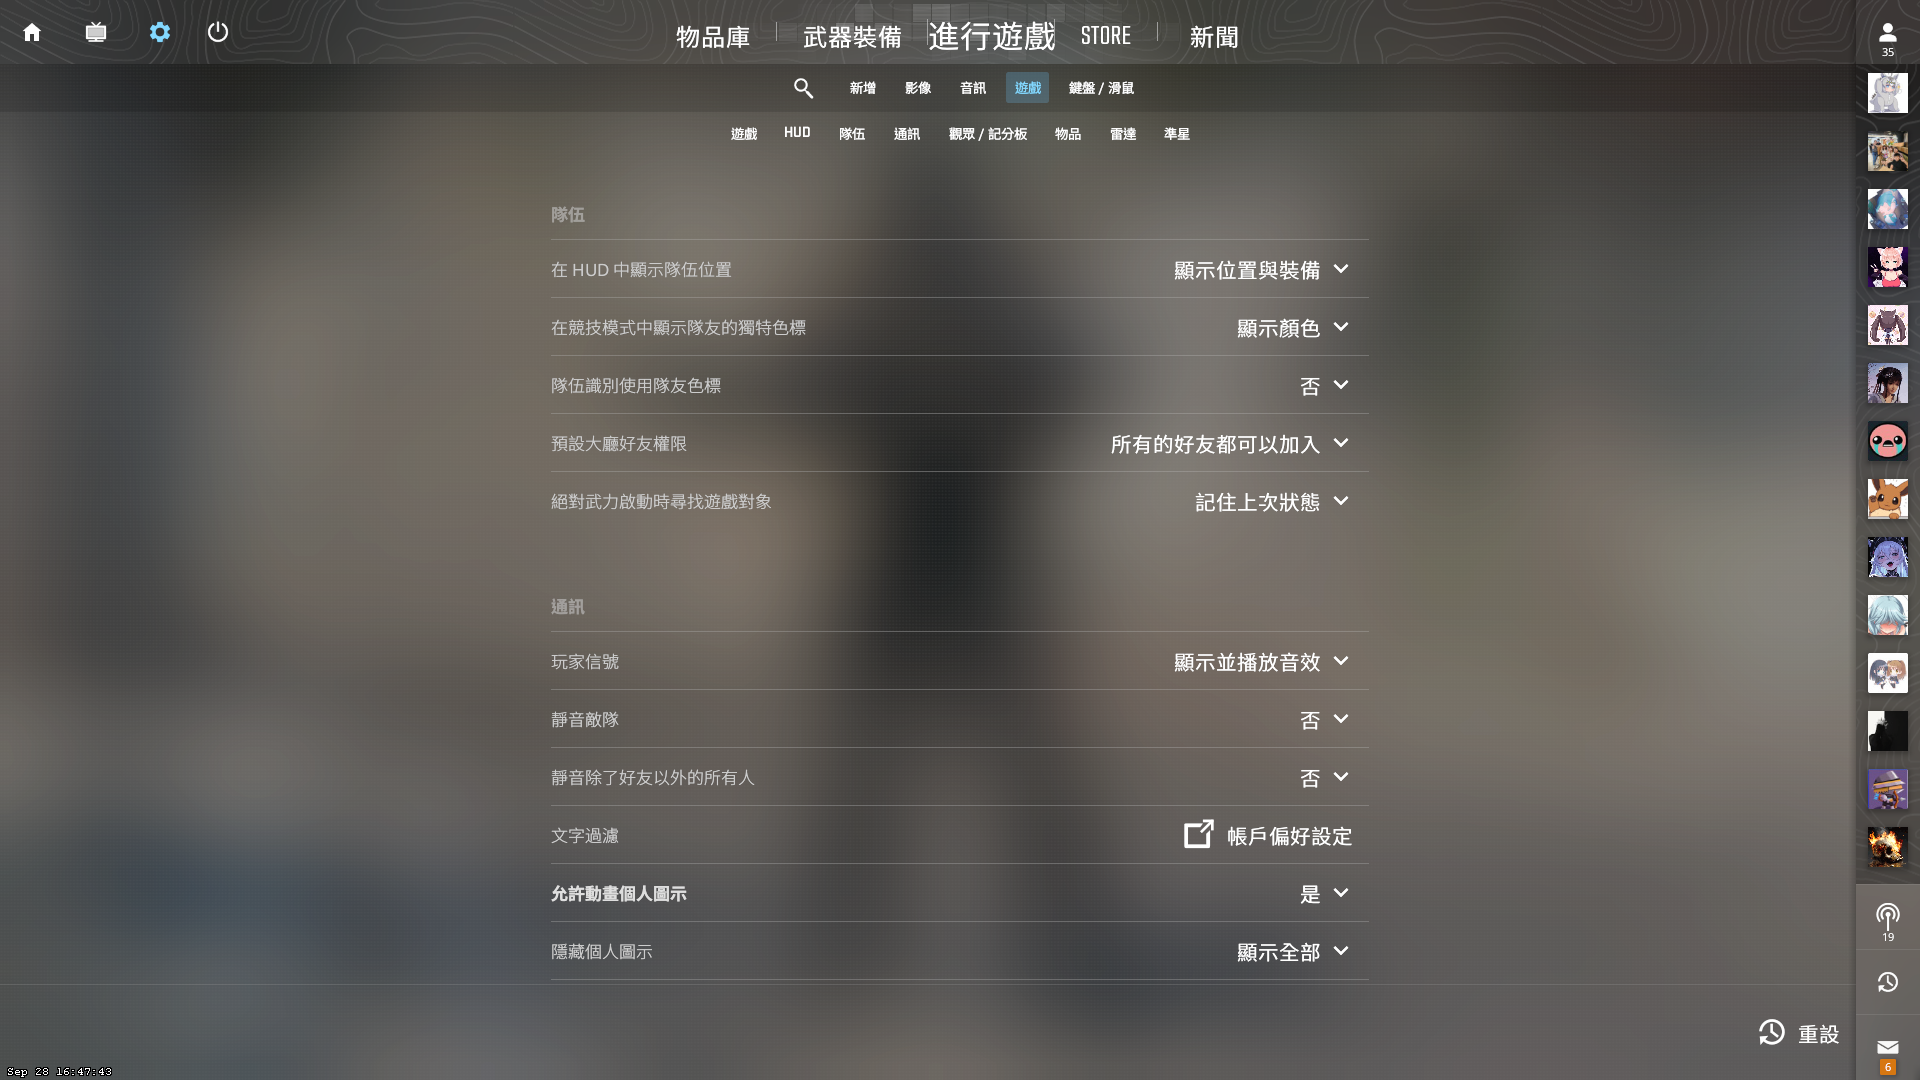 物品庫 武器裝備 進行遊戲 STORE 新聞
35
新增 影像 音訊 遊戲 鍵盤 / 滑鼠
遊戲 HUD 隊伍 通訊 觀眾 / 記分板 物品 雷達 準星
隊伍
在 HUD 中顯示隊伍位置 顯示位置與裝備
在競技模式中顯示隊友的獨特色標 顯示顏色
隊伍識別使用隊友色標 否
預設大廳好友權限 所有的好友都可以加入
絕對武力啟動時尋找遊戲對象 記住上次狀態
通訊
玩家信號 顯示並播放音效
靜音敵隊 否
靜音除了好友以外的所有人 否
文字過濾 帳戶偏好設定
允許動畫個人圖示 是
隱藏個人圖示 顯示全部
19
重設
6
Sep 28 16:47:43